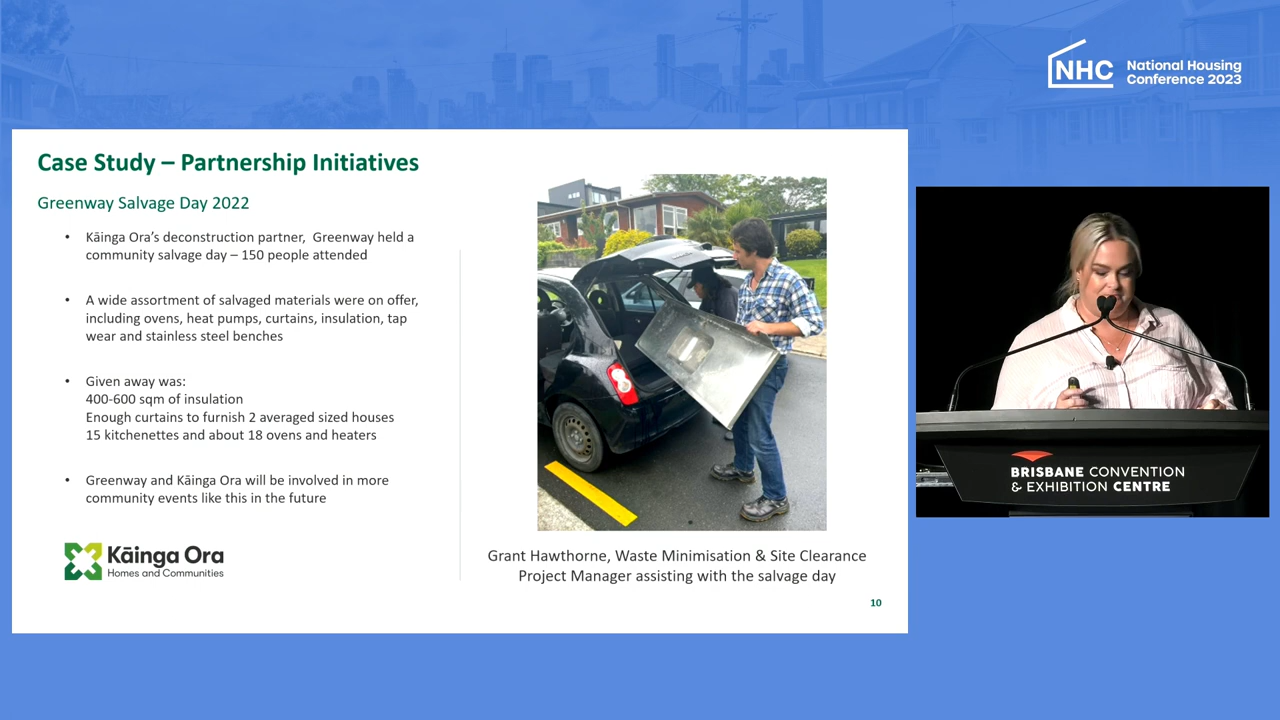 NHC National Housing
Conference 2023
Case Study – Partnership Initiatives
Greenway Salvage Day 2022
• Kāinga Ora’s deconstruction partner,  Greenway held a
community salvage day – 150 people attended
• A wide assortment of salvaged materials were on offer,
including ovens, heat pumps, curtains, insulation, tap
wear and stainless steel benches
• Given away was:
400-600 sqm of insulation
Enough curtains to furnish 2 averaged sized houses
15 kitchenettes and about 18 ovens and heaters
• Greenway and Kāinga Ora will be involved in more
community events like this in the future
Kāinga Ora
Homes and Communities
Grant Hawthorne, Waste Minimisation & Site Clearance
Project Manager assisting with the salvage day
10
BRISBANE CONVENTION
& EXHIBITION CENTRE